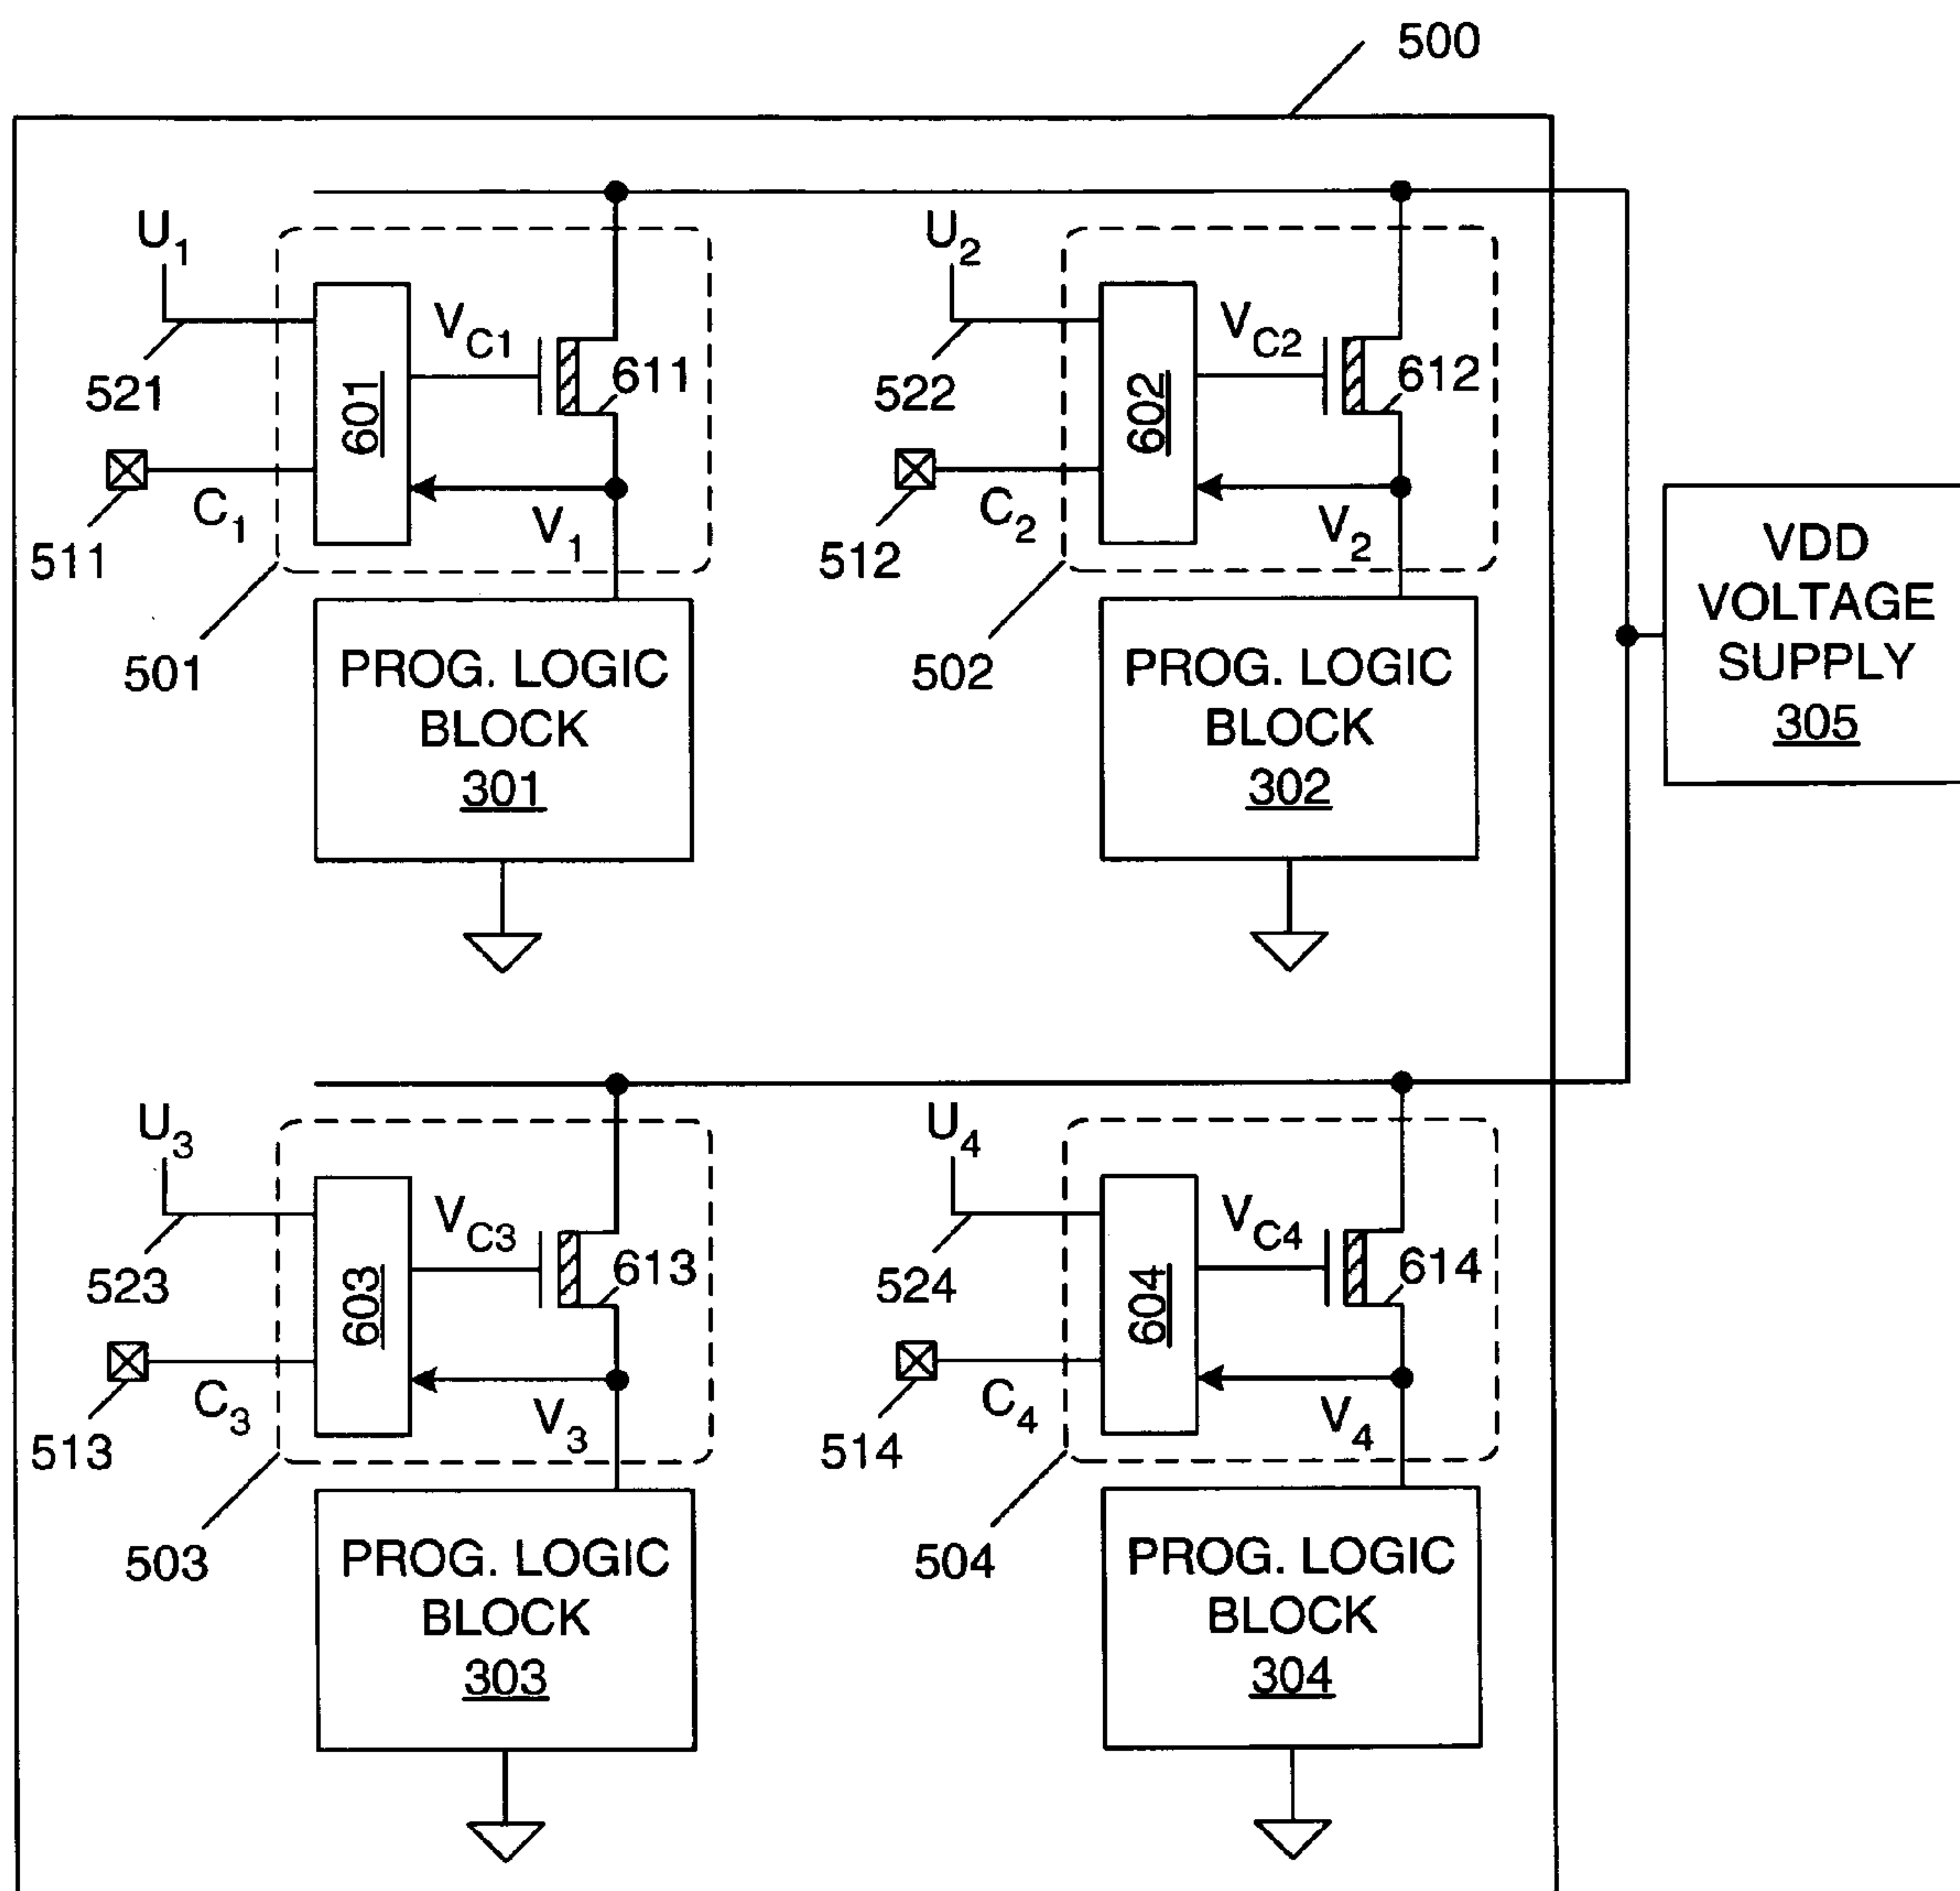 500
U1
VC1
611
521
601
C1
V1
511
501
PROG. LOGIC
BLOCK
301
U2
VC2
612
522
602
C2
V2
512
502
PROG. LOGIC
BLOCK
302
VDD
VOLTAGE
SUPPLY
305
U3
VC3
613
523
603
C3
V3
513
503
PROG. LOGIC
BLOCK
303
U4
VC4
614
524
604
C4
V4
514
504
PROG. LOGIC
BLOCK
304